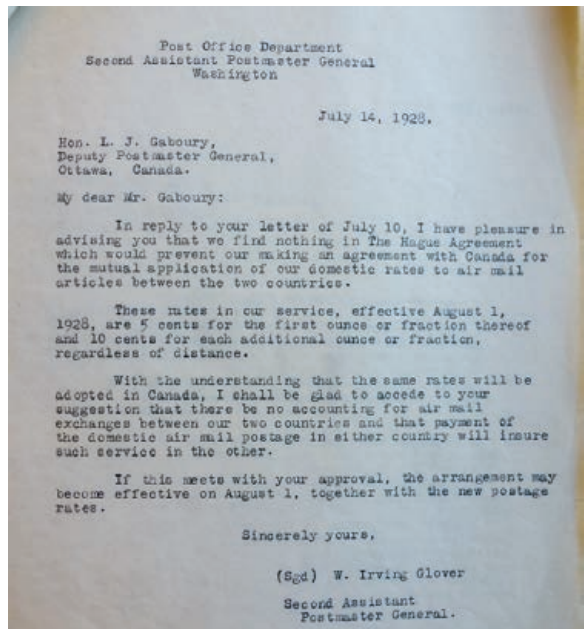 Post Office Department
Second Assistant Postmaster General
Washington
July 14, 1928.
Hon. L. J. Gaboury,
Deputy Postmaster General,
Ottawa, Canada.
My dear Mr. Gaboury:
In reply to your letter of July 10, I have pleasure in
advising you that we find nothing in The Hague Agreement
which would prevent our making an agreement with Canada for
the mutual application of our domestic rates to air mail
articles between the two countries.
These rates in our service, effective August 1,
1928, are 5 cents for the first ounce or fraction thereof
and 10 cents for each additional ounce or fraction,
regardless of distance.
With the understanding that the same rates will be
adopted in Canada, I shall be glad to accede to your
suggestion that there be no accounting for air mail
exchanges between our two countries and that payment of
the domestic air mail postage in either country will insure
such service in the other.
If this meets with your approval, the arrangement may
become effective on August 1, together with the new postage
rates.
Sincerely yours,
(Sgd) W. Irving Glover
Second Assistant
Postmaster General.